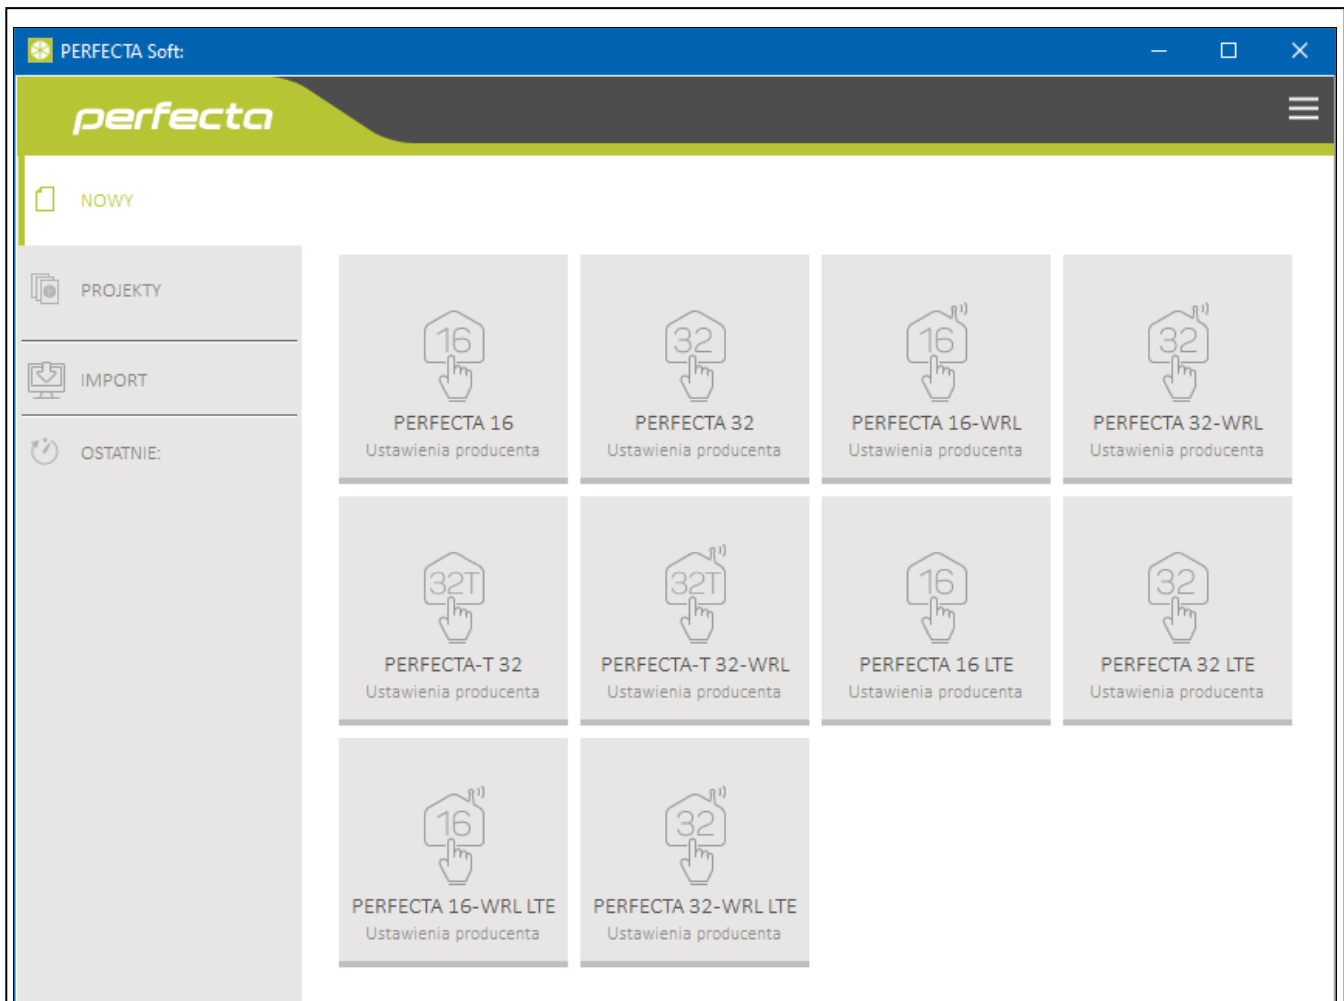 PERFECTA Soft:
perfecta
NOWY
PROJEKTY
IMPORT
OSTATNIE:
16
32
16
32
PERFECTA 16
PERFECTA 32
PERFECTA 16-WRL
PERFECTA 32-WRL
Ustawienia producenta
Ustawienia producenta
Ustawienia producenta
Ustawienia producenta
32T
32T
16
32
PERFECTA-T 32
PERFECTA-T 32-WRL
PERFECTA 16 LTE
PERFECTA 32 LTE
Ustawienia producenta
Ustawienia producenta
Ustawienia producenta
Ustawienia producenta
16
32
PERFECTA 16-WRL LTE
PERFECTA 32-WRL LTE
Ustawienia producenta
Ustawienia producenta